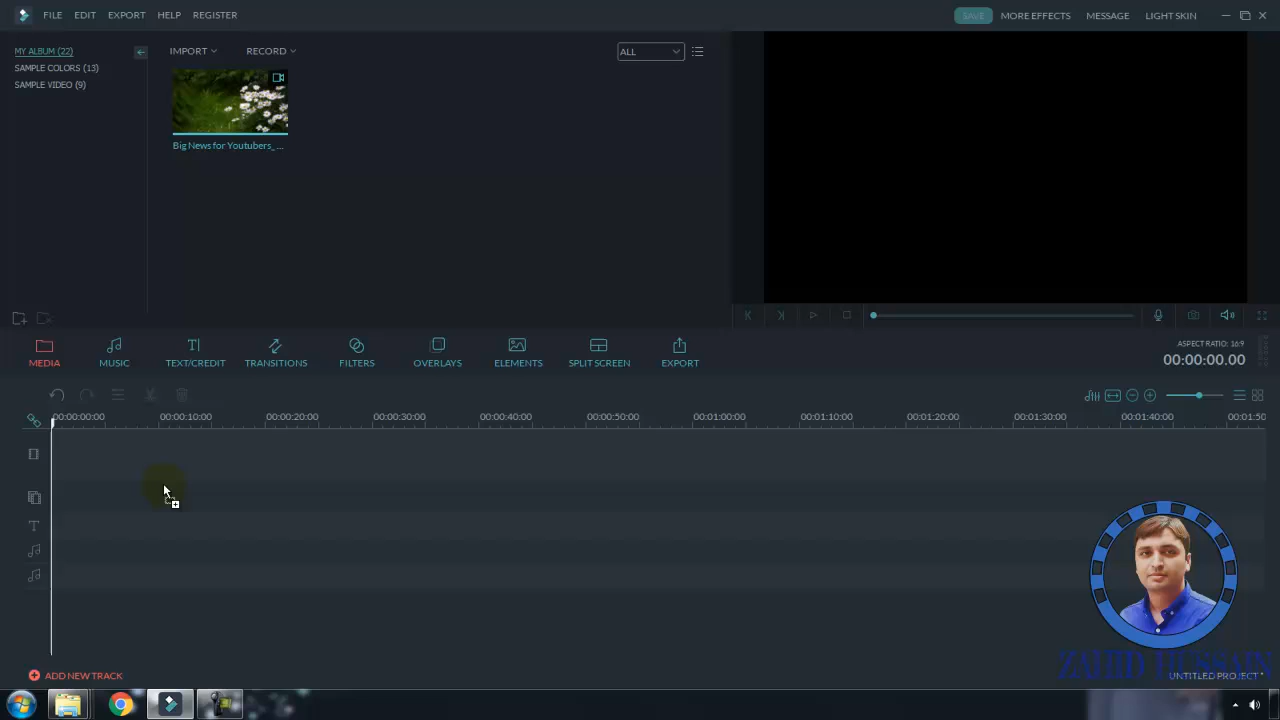 FILE EDIT EXPORT HELP REGISTER SAVE MORE EFFECTS MESSAGE LIGHT SKIN
MY ALBUM (22) IMPORT RECORD ALL
SAMPLE COLORS (13)
SAMPLE VIDEO (9)
Big News for Youtubers_ ...
MEDIA MUSIC TEXT/CREDIT TRANSITIONS FILTERS OVERLAYS ELEMENTS SPLIT SCREEN EXPORT
ASPECT RATIO: 16:9
00:00:00.00
00:00:00:00 00:00:10:00 00:00:20:00 00:00:30:00 00:00:40:00 00:00:50:00 00:01:00:00 00:01:10:00 00:01:20:00 00:01:30:00 00:01:40:00 00:01:50
ZAHID HUSSAIN
ADD NEW TRACK
UNTITLED PROJECT*